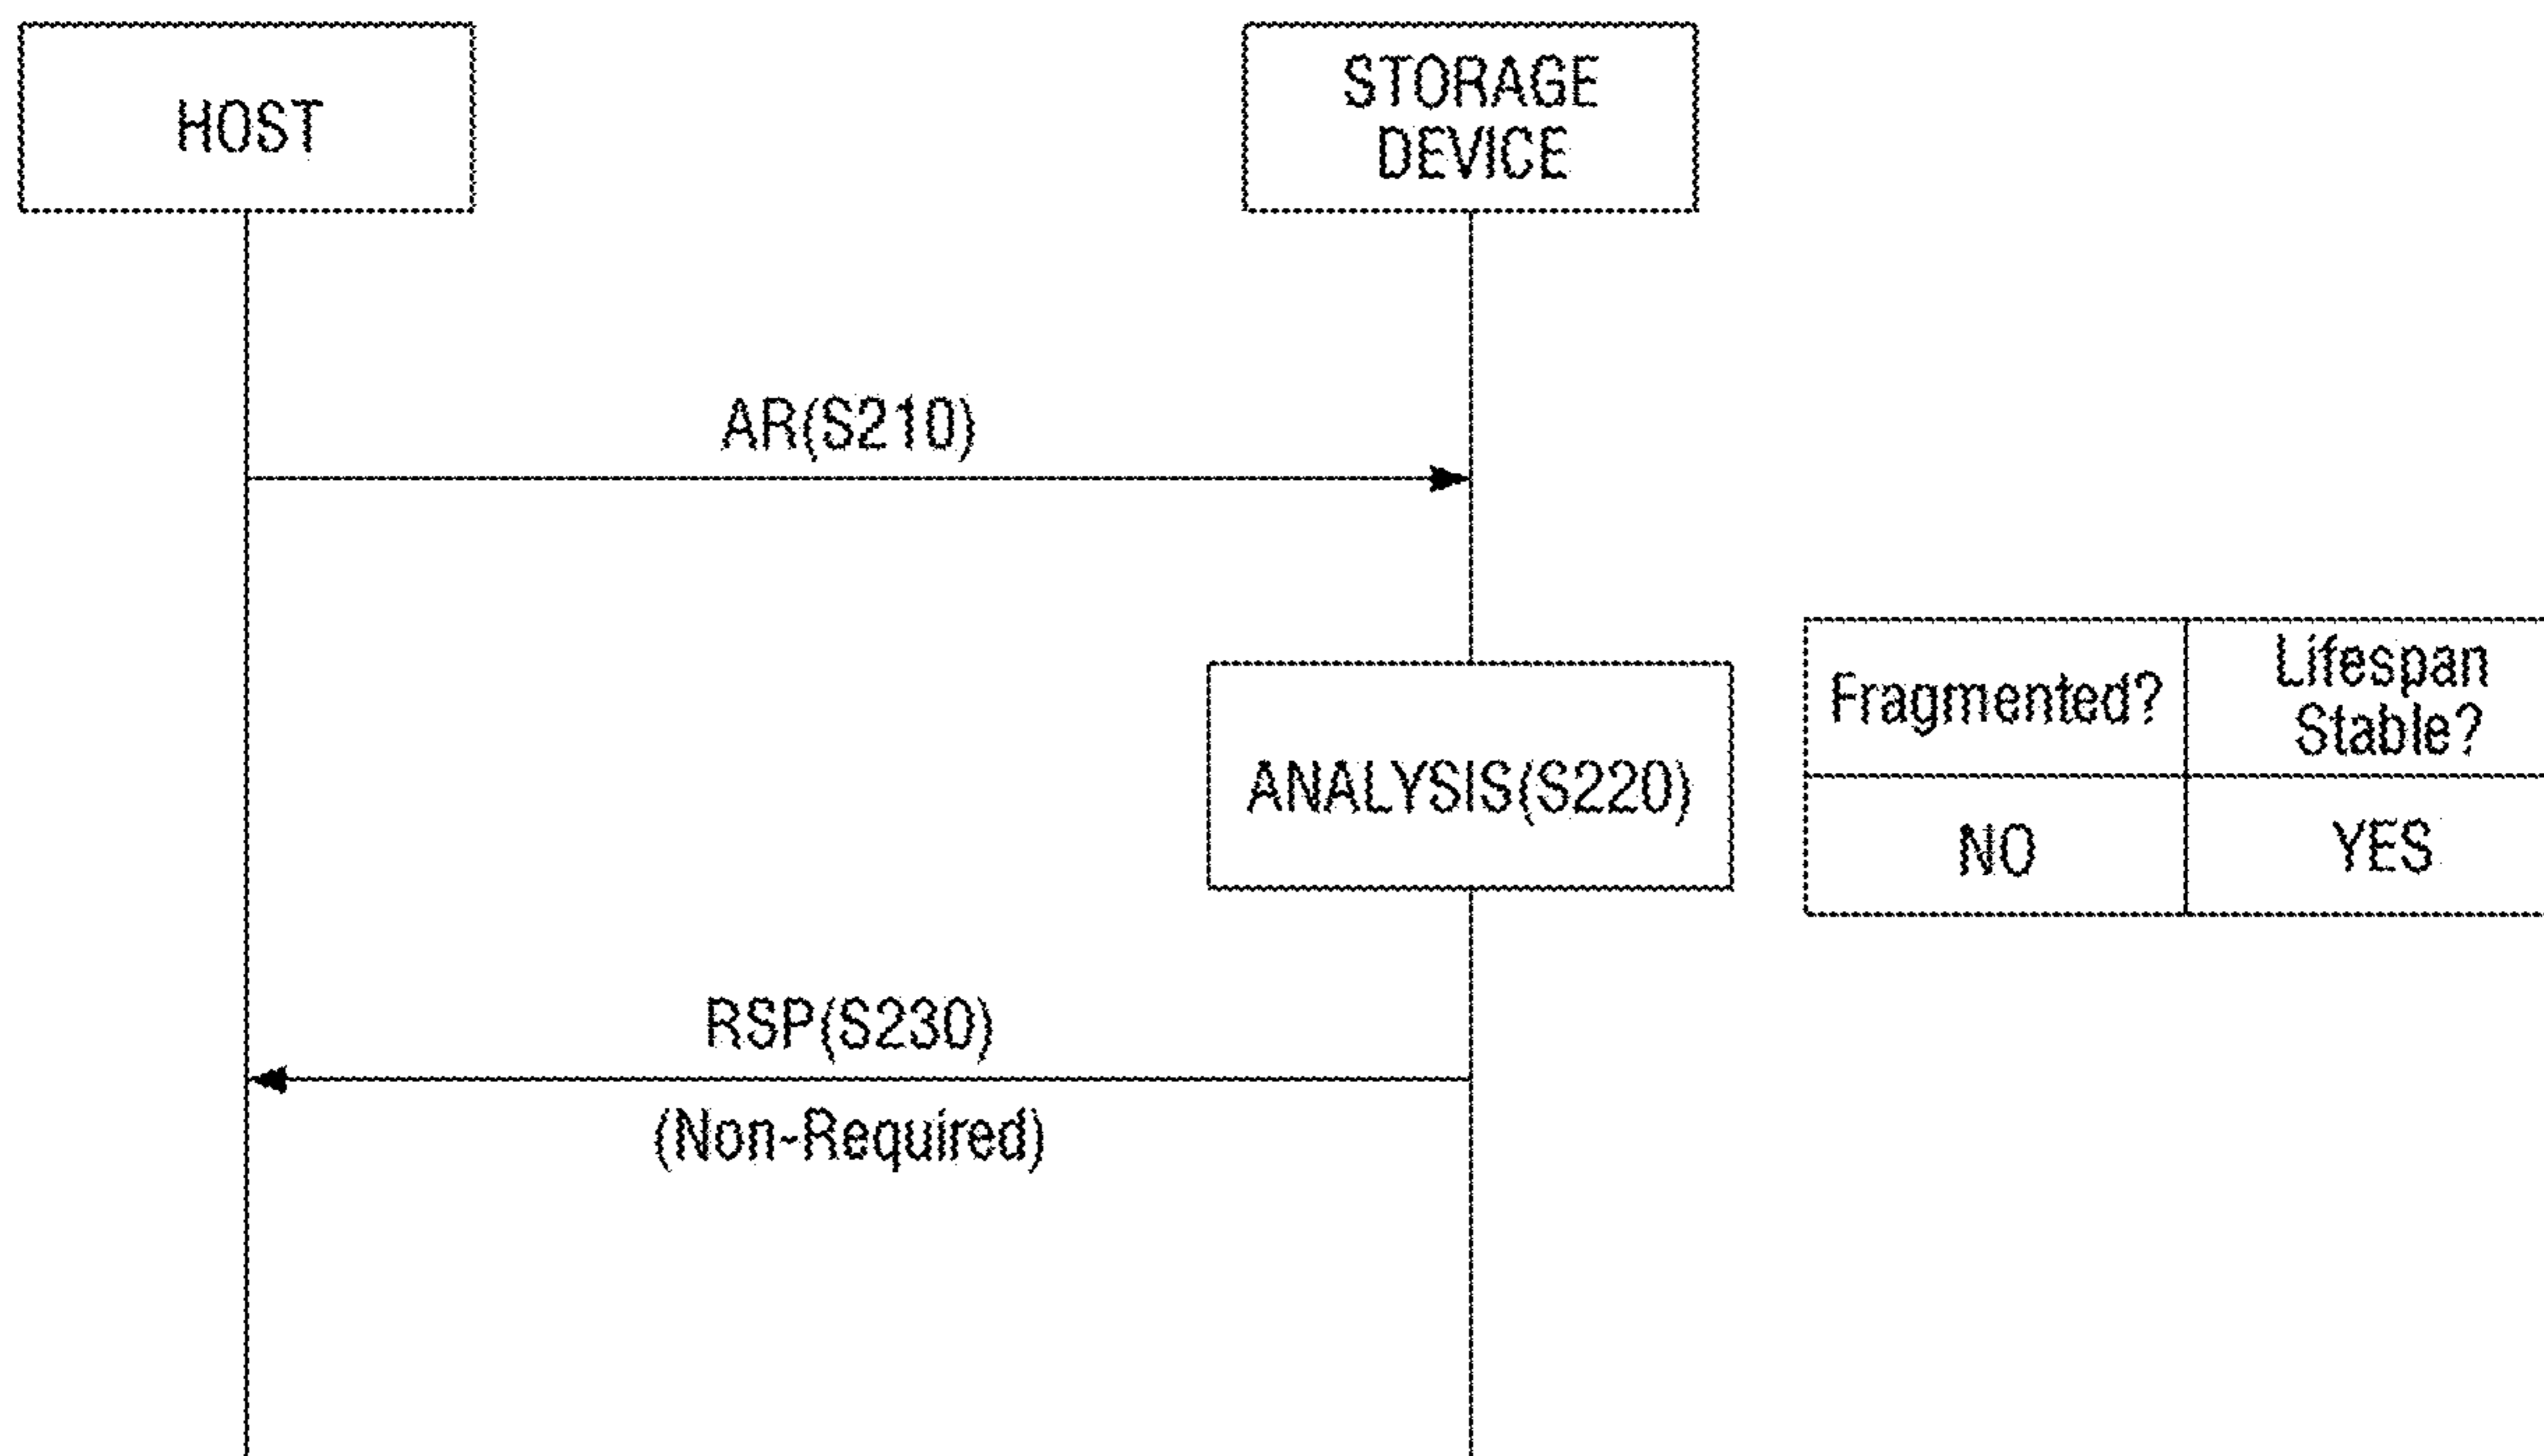 HOST
STORAGE
DEVICE
AR(S210)
Fragmented?
Lifespan
Stable?
ANALYSIS(S220)
NO
YES
RSP(S230)
(Non-Required)